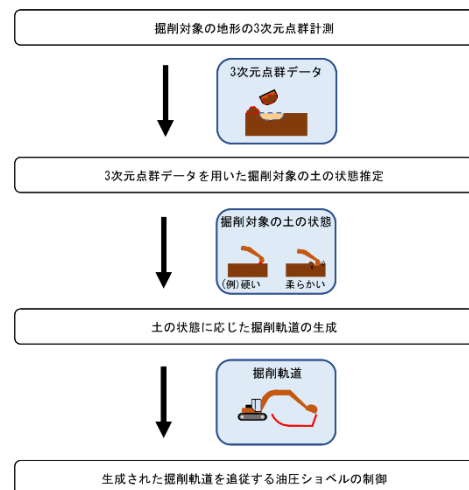 掘削対象の地形の3次元点群計測
3次元点群データ
3次元点群データを用いた掘削対象の土の状態推定
掘削対象の土の状態
(例)硬い 柔らかい
土の状態に応じた掘削軌道の生成
掘削軌道
生成された掘削軌道を追従する油圧ショベルの制御